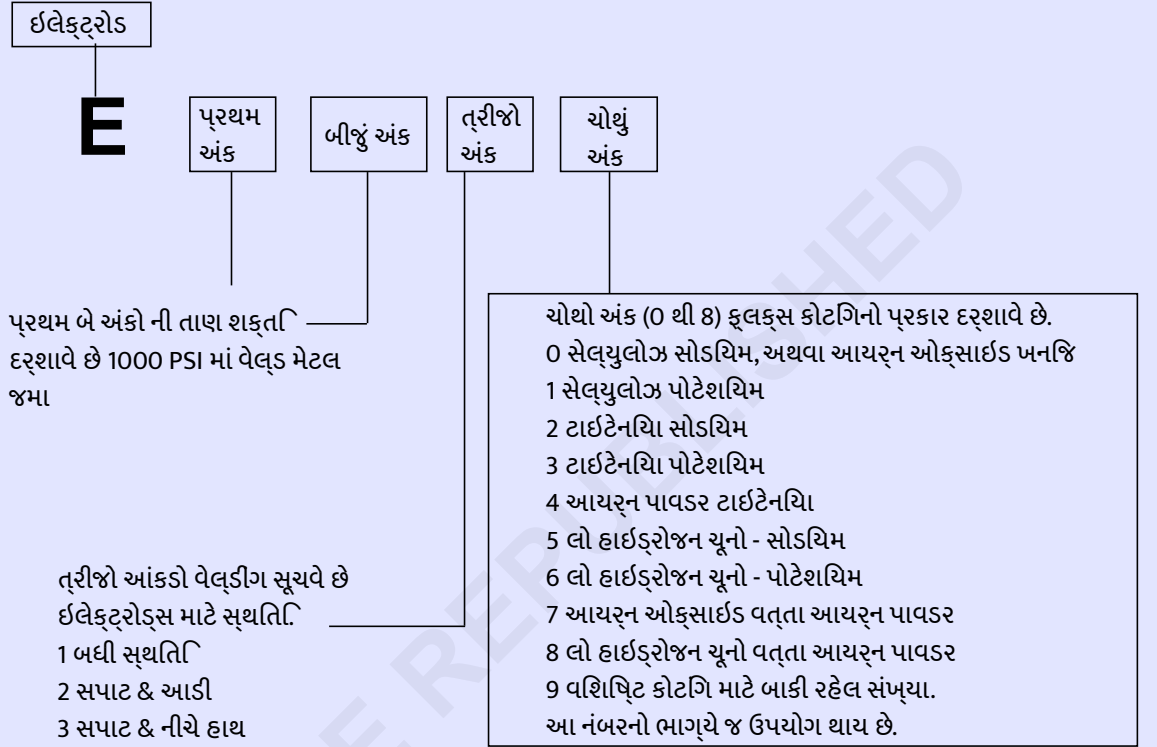 ઇલેક્ટ્રોડ
E
પ્રથમ
અંક
બીજું અંક
ત્રીજો
અંક
ચોથું
અંક
પ્રથમ બે અંકો ની તાણ શક્તિ
દર્શાવે છે 1000 PSI માં વેલ્ડ મેટલ
જમા
ચોથો અંક (0 થી 8) ફ્લક્સ કોટિંગનો પ્રકાર દર્શાવે છે.
0 સેલ્યુલોઝ સોડિયમ, અથવા આયર્ન ઓક્સાઇડ ખનિજ
1 સેલ્યુલોઝ પોટેશિયમ
2 ટાઇટેનિયા સોડિયમ
3 ટાઇટેનિયા પોટેશિયમ
4 આયર્ન પાવડર ટાઇટેનિયા
5 લો હાઇડ્રોજન ચૂનો - સોડિયમ
6 લો હાઇડ્રોજન ચૂનો - પોટેશિયમ
7 આયર્ન ઓક્સાઇડ વત્તા આયર્ન પાવડર
8 લો હાઇડ્રોજન ચૂનો વત્તા આયર્ન પાવડર
9 વિશિષ્ટ કોટિંગ માટે બાકી રહેલ સંખ્યા.
આ નંબરનો ભાગ્યે જ ઉપયોગ થાય છે.
ત્રીજો આંકડો વેલ્ડીંગ સૂચવે છે
ઇલેક્ટ્રોડ્સ માટે સ્થિતિ.
1 બધી સ્થિતિ
2 સપાટ & આડી
3 સપાટ & નીચે હાથ
E REPUBLISHED